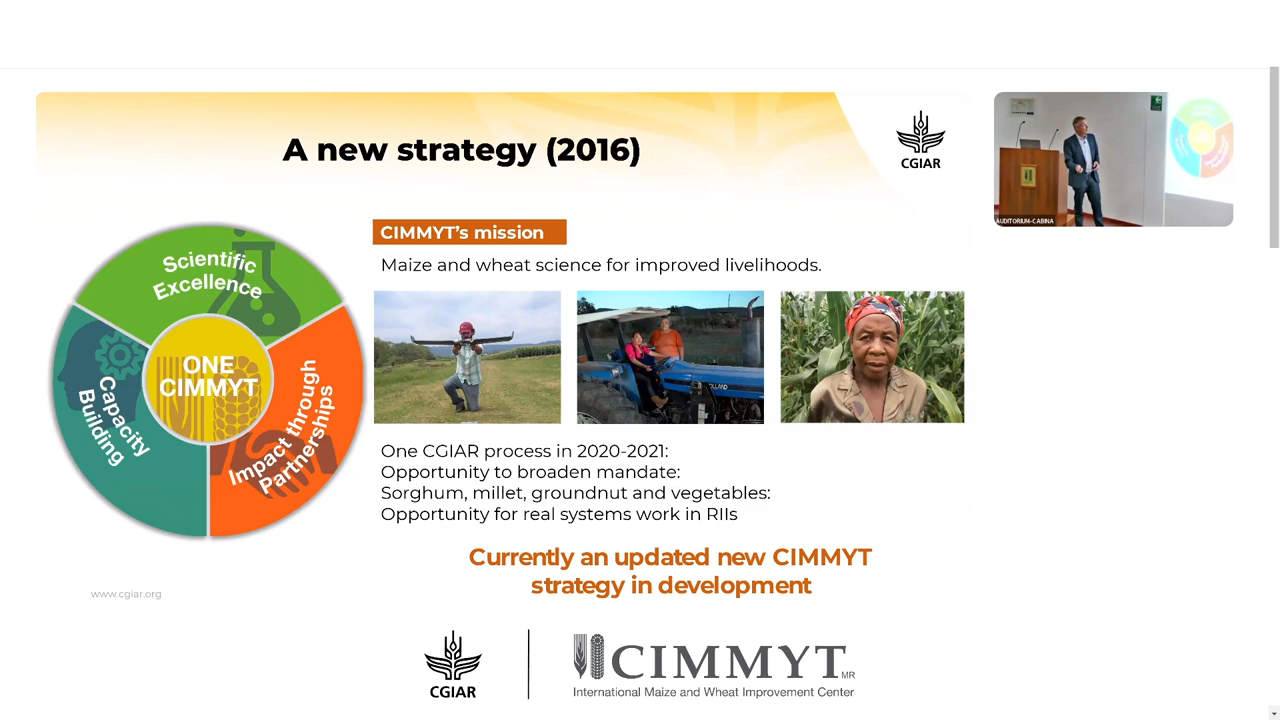 A new strategy (2016)
CGIAR
AUDITORIUM-CABINA
CIMMYT's mission
Maize and wheat science for improved livelihoods.
Scientific
Excellence
ONE
CIMMYT
Capacity
Building
Impact through
Partnerships
One CGIAR process in 2020-2021:
Opportunity to broaden mandate:
Sorghum, millet, groundnut and vegetables:
Opportunity for real systems work in RIIs
Currently an updated new CIMMYT
strategy in development
www.cgiar.org
CGIAR
CIMMYT MR
International Maize and Wheat Improvement Center